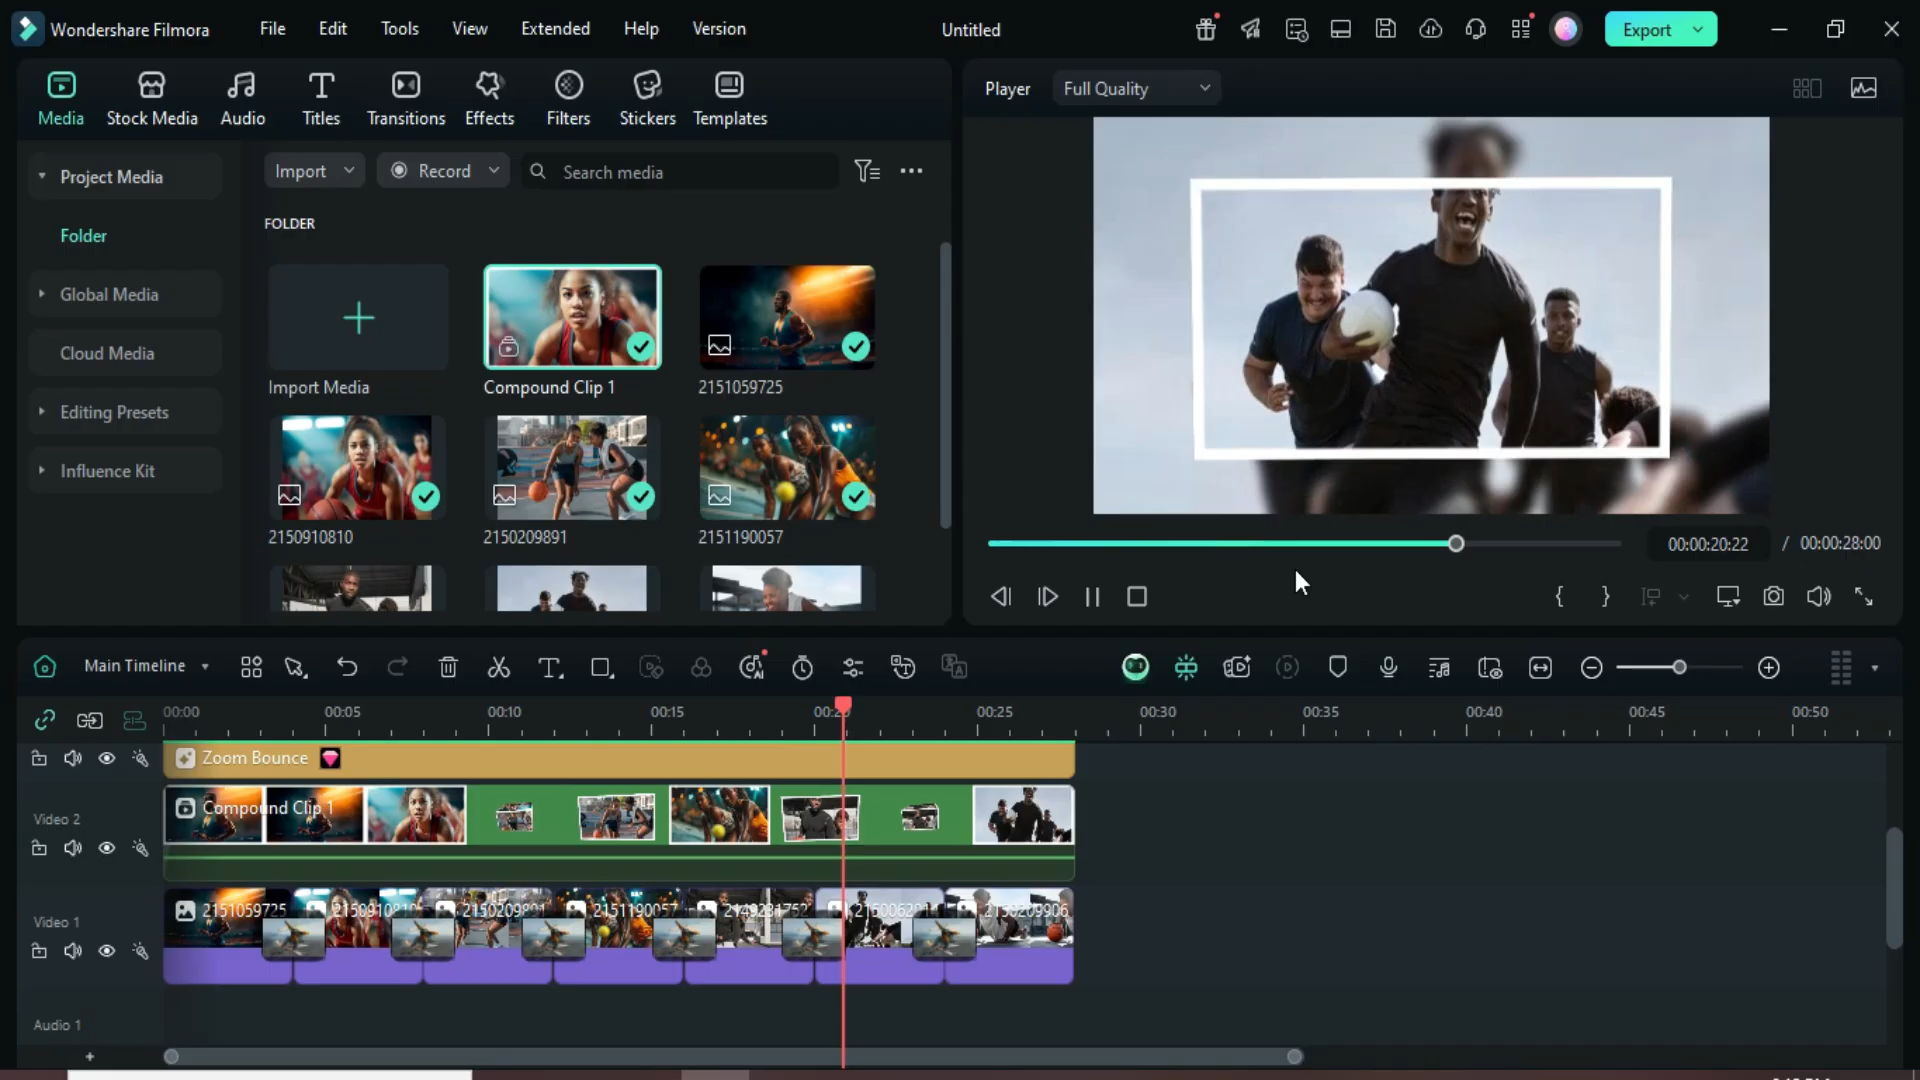 Wondershare Filmora
File
Edit
Tools
View
Extended
Help
Version
Untitled
Export
Media
Stock Media
Audio
Titles
Transitions
Effects
Filters
Stickers
Templates
Player
Full Quality
Project Media
Folder
Global Media
Cloud Media
Editing Presets
Influence Kit
Import
Record
Search media
FOLDER
Import Media
Compound Clip 1
2151059725
2150910810
2150209891
2151190057
00:00:20:22
/
00:00:28:00
Main Timeline
00:00
00:05
00:10
00:15
00:25
00:30
00:35
00:40
00:45
00:50
Zoom Bounce
Video 2
Compound Clip 1
Video 1
2151059725
2150209891
2151190057
2150209906
Audio 1